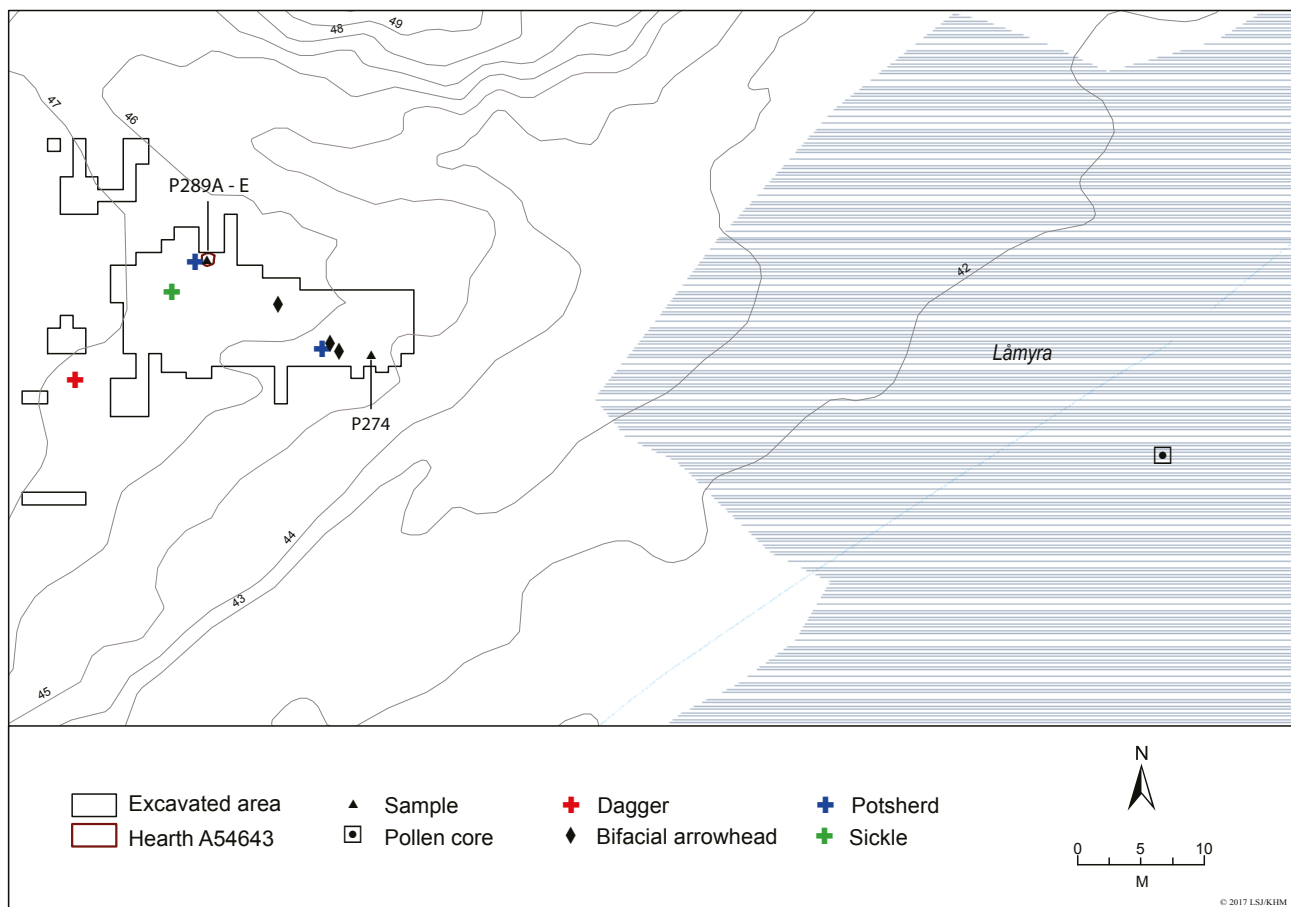 49
48
47
46
P289A - E
42
Låmyra
P274
44
43
45
Excavated area
Sample
Dagger
Potsherd
Hearth A54643
Pollen core
Bifacial arrowhead
Sickle
N
0 5 10
M
© 2017 LSJ/KHM